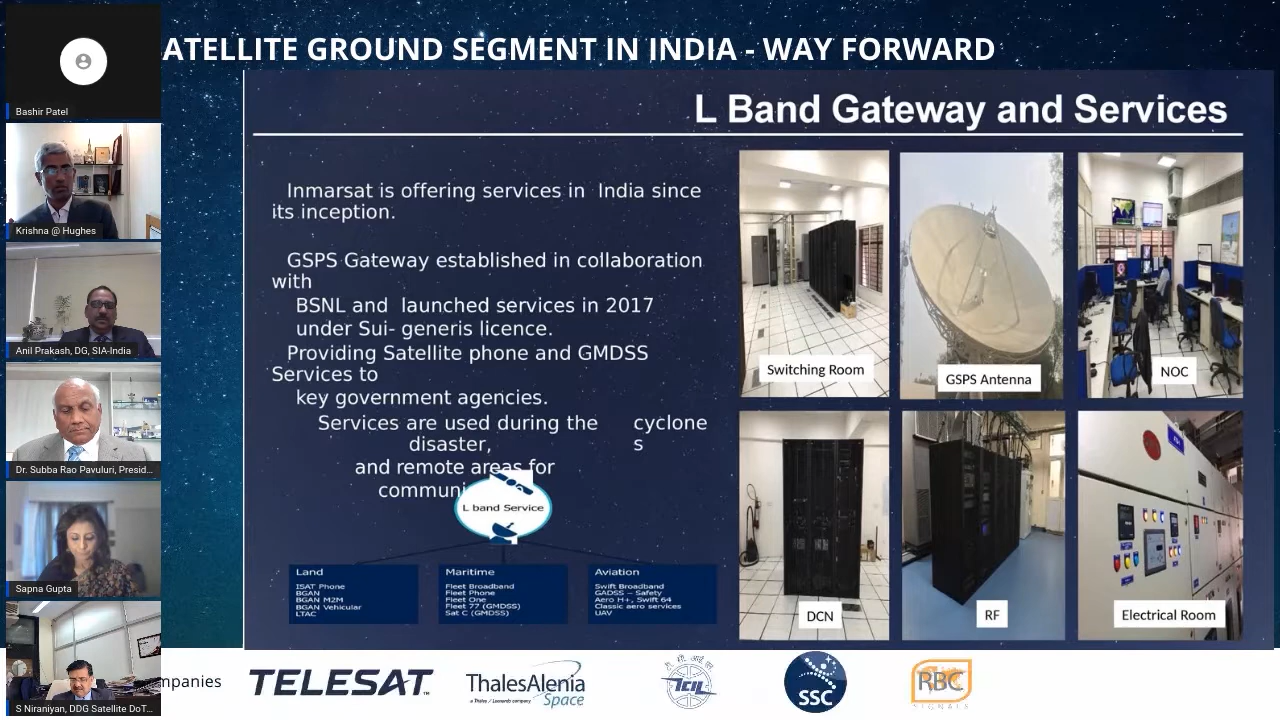 ATELLITE GROUND SEGMENT IN INDIA - WAY FORWARD
L Band Gateway and Services
Bashir Patel
Krishna @ Hughes
Anil Prakash, DG, SIA-India
Dr. Subba Rao Pavuluri, Presid...
Sapna Gupta
S Niraniyan, DDG Satellite DoT...
Inmarsat is offering services in India since
its inception.
GSPS Gateway established in collaboration
with
BSNL and launched services in 2017
under Sui- generis licence.
Providing Satellite phone and GMDSS
Services to
key government agencies.
Services are used during the cyclone
disaster, s
and remote areas for
communi
L band Service
Land
ISAT Phone
BGAN
BGAN M2M
BGAN Vehicular
LTAC
Maritime
Fleet Broadband
Fleet Phone
Fleet One
Fleet 77 (GMDSS)
Sat C (GMDSS)
Aviation
Swift Broadband
GADSS – Safety
Aero H+, Swift 64
Classic aero services
UAV
Switching Room
GSPS Antenna
NOC
DCN
RF
Electrical Room
mpanies
TELESAT
ThalesAlenia
a Thales / Leonardo company
Space
SSC
RBC
SIGNALS